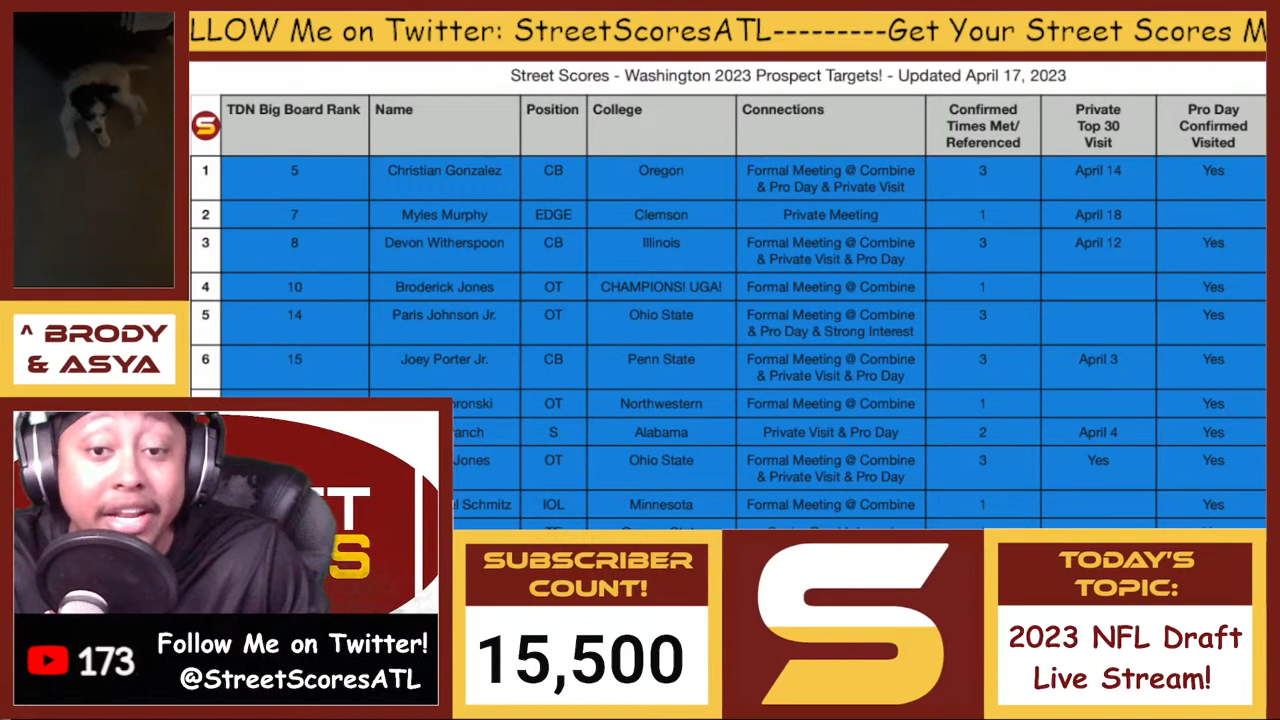 LLOW Me on Twitter: StreetScoresATL---------Get Your Street Scores M
Street Scores - Washington 2023 Prospect Targets! - Updated April 17, 2023
TDN Big Board Rank Name Position College Connections Confirmed Times Met/ Referenced Private Top 30 Visit Pro Day Confirmed Visited
1 5 Christian Gonzalez CB Oregon Formal Meeting @ Combine & Pro Day & Private Visit 3 April 14 Yes
2 7 Myles Murphy EDGE Clemson Private Meeting 1 April 18
3 8 Devon Witherspoon CB Illinois Formal Meeting @ Combine & Private Visit & Pro Day 3 April 12 Yes
4 10 Broderick Jones OT CHAMPIONS! UGA! Formal Meeting @ Combine 1 Yes
5 14 Paris Johnson Jr. OT Ohio State Formal Meeting @ Combine & Pro Day & Strong Interest 3 Yes
6 15 Joey Porter Jr. CB Penn State Formal Meeting @ Combine & Private Visit & Pro Day 3 April 3 Yes
oronski OT Northwestern Formal Meeting @ Combine 1 Yes
ranch S Alabama Private Visit & Pro Day 2 April 4 Yes
Jones OT Ohio State Formal Meeting @ Combine & Private Visit & Pro Day 3 Yes Yes
l Schmitz IOL Minnesota Formal Meeting @ Combine 1 Yes
^ BRODY
& ASYA
173
Follow Me on Twitter!
@StreetScoresATL
SUBSCRIBER
COUNT!
15,500
TODAY'S
TOPIC:
2023 NFL Draft
Live Stream!